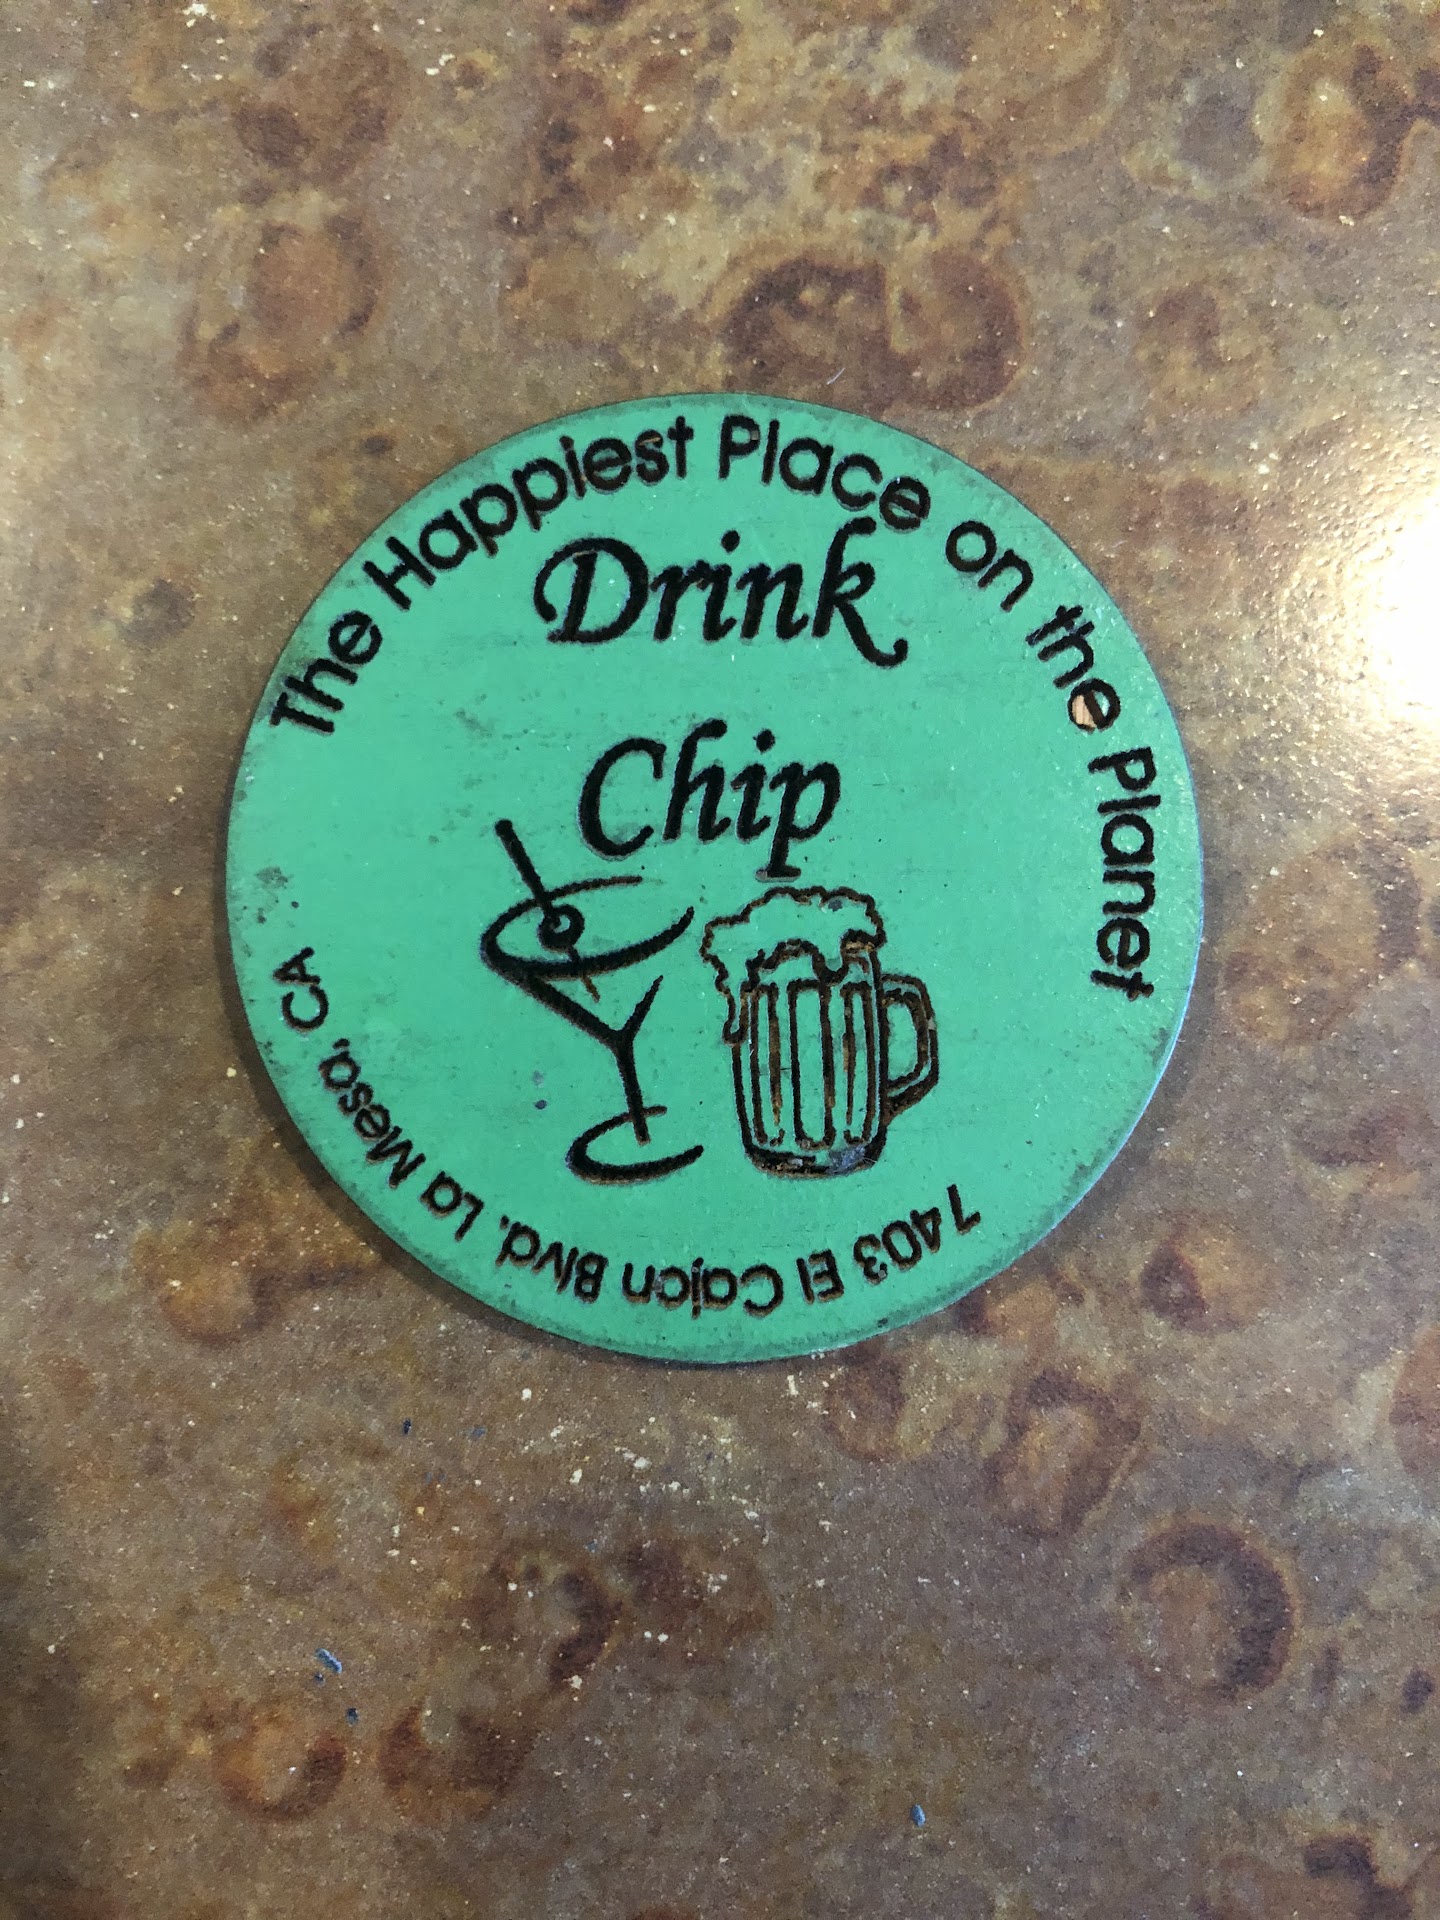 The Happiest Place on the Planet
Drink
Chip
7403 El Cajon Blvd. La Mesa, CA